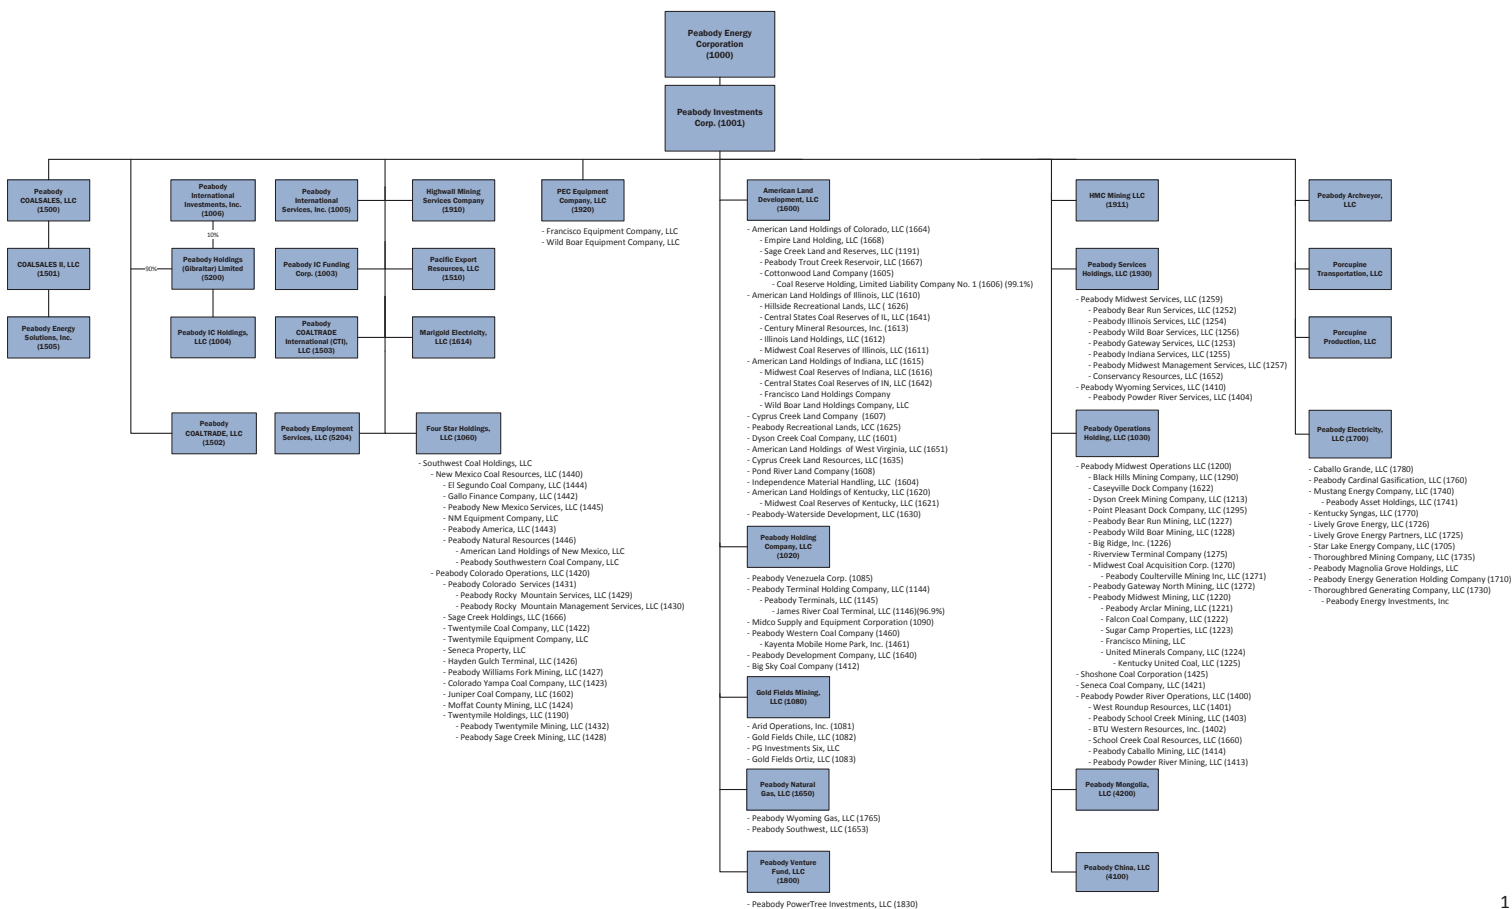 Peabody Energy
Corporation
(1000)
Peabody Investments
Corp. (1001)
Peabody
COALSALES, LLC
(1500)
COALSALES II, LLC
(1501)
Peabody Energy
Solutions, Inc.
(1505)
Peabody
International
Investments, Inc.
(1006)
10%
90%
Peabody Holdings
(Gibraltar) Limited
(5200)
Peabody IC Holdings,
LLC (1004)
Peabody
COALTRADE, LLC
(1502)
Peabody
International
Services, Inc. (1005)
Peabody IC Funding
Corp. (1003)
Peabody
COALTRADE
International (CTI),
LLC (1503)
Peabody Employment
Services, LLC (5204)
Highwall Mining
Services Company
(1910)
Pacific Export
Resources, LLC
(1510)
Marigold Electricity,
LLC (1614)
Four Star Holdings,
LLC (1060)
- Southwest Coal Holdings, LLC
- New Mexico Coal Resources, LLC (1440)
- El Segundo Coal Company, LLC (1444)
- Gallo Finance Company, LLC (1442)
- Peabody New Mexico Services, LLC (1445)
- NM Equipment Company, LLC
- Peabody America, LLC (1443)
- Peabody Natural Resources (1446)
- American Land Holdings of New Mexico, LLC
- Peabody Southwestern Coal Company, LLC
- Peabody Colorado Operations, LLC (1420)
- Peabody Colorado Services (1431)
- Peabody Rocky Mountain Services, LLC (1429)
- Peabody Rocky Mountain Management Services, LLC (1430)
- Sage Creek Holdings, LLC (1666)
- Twentymile Coal Company, LLC (1422)
- Twentymile Equipment Company, LLC
- Seneca Property, LLC
- Hayden Gulch Terminal, LLC (1426)
- Peabody Williams Fork Mining, LLC (1427)
- Colorado Yampa Coal Company, LLC (1423)
- Juniper Coal Company, LLC (1602)
- Moffat County Mining, LLC (1424)
- Twentymile Holdings, LLC (1190)
- Peabody Twentymile Mining, LLC (1432)
- Peabody Sage Creek Mining, LLC (1428)
PEC Equipment
Company, LLC
(1920)
- Francisco Equipment Company, LLC
- Wild Boar Equipment Company, LLC
American Land
Development, LLC
(1600)
- American Land Holdings of Colorado, LLC (1664)
- Empire Land Holding, LLC (1668)
- Sage Creek Land and Reserves, LLC (1191)
- Peabody Trout Creek Reservoir, LLC (1667)
- Cottonwood Land Company (1605)
- Coal Reserve Holding, Limited Liability Company No. 1 (1606) (99.1%)
- American Land Holdings of Illinois, LLC (1610)
- Hillside Recreational Lands, LLC ( 1626)
- Central States Coal Reserves of IL, LLC (1641)
- Century Mineral Resources, Inc. (1613)
- Illinois Land Holdings, LLC (1612)
- Midwest Coal Reserves of Illinois, LLC (1611)
- American Land Holdings of Indiana, LLC (1615)
- Midwest Coal Reserves of Indiana, LLC (1616)
- Central States Coal Reserves of IN, LLC (1642)
- Francisco Land Holdings Company
- Wild Boar Land Holdings Company, LLC
- Cyprus Creek Land Company (1607)
- Peabody Recreational Lands, LCC (1625)
- Dyson Creek Coal Company, LLC (1601)
- American Land Holdings of West Virginia, LLC (1651)
- Cyprus Creek Land Resources, LLC (1635)
- Pond River Land Company (1608)
- Independence Material Handling, LLC (1604)
- American Land Holdings of Kentucky, LLC (1620)
- Midwest Coal Reserves of Kentucky, LLC (1621)
- Peabody-Waterside Development, LLC (1630)
Peabody Holding
Company, LLC
(1020)
- Peabody Venezuela Corp. (1085)
- Peabody Terminal Holding Company, LLC (1144)
- Peabody Terminals, LLC (1145)
- James River Coal Terminal, LLC (1146)(96.9%)
- Midco Supply and Equipment Corporation (1090)
- Peabody Western Coal Company (1460)
- Kayenta Mobile Home Park, Inc. (1461)
- Peabody Development Company, LLC (1640)
- Big Sky Coal Company (1412)
Gold Fields Mining,
LLC (1080)
- Arid Operations, Inc. (1081)
- Gold Fields Chile, LLC (1082)
- PG Investments Six, LLC
- Gold Fields Ortiz, LLC (1083)
Peabody Natural
Gas, LLC (1650)
- Peabody Wyoming Gas, LLC (1765)
- Peabody Southwest, LLC (1653)
Peabody Venture
Fund, LLC
(1800)
- Peabody PowerTree Investments, LLC (1830)
HMC Mining LLC
(1911)
Peabody Services
Holdings, LLC (1930)
- Peabody Midwest Services, LLC (1259)
- Peabody Bear Run Services, LLC (1252)
- Peabody Illinois Services, LLC (1254)
- Peabody Wild Boar Services, LLC (1256)
- Peabody Gateway Services, LLC (1253)
- Peabody Indiana Services, LLC (1255)
- Peabody Midwest Management Services, LLC (1257)
- Conservancy Resources, LLC (1652)
- Peabody Wyoming Services, LLC (1410)
- Peabody Powder River Services, LLC (1404)
Peabody Operations
Holding, LLC (1030)
- Peabody Midwest Operations LLC (1200)
- Black Hills Mining Company, LLC (1290)
- Caseyville Dock Company (1622)
- Dyson Creek Mining Company, LLC (1213)
- Point Pleasant Dock Company, LLC (1295)
- Peabody Bear Run Mining, LLC (1227)
- Peabody Wild Boar Mining, LLC (1228)
- Big Ridge, Inc. (1226)
- Riverview Terminal Company (1275)
- Midwest Coal Acquisition Corp. (1270)
- Peabody Coulterville Mining Inc, LLC (1271)
- Peabody Gateway North Mining, LLC (1272)
- Peabody Midwest Mining, LLC (1220)
- Peabody Arclar Mining, LLC (1221)
- Falcon Coal Company, LLC (1222)
- Sugar Camp Properties, LLC (1223)
- Francisco Mining, LLC
- United Minerals Company, LLC (1224)
- Kentucky United Coal, LLC (1225)
- Shoshone Coal Corporation (1425)
- Seneca Coal Company, LLC (1421)
- Peabody Powder River Operations, LLC (1400)
- West Roundup Resources, LLC (1401)
- Peabody School Creek Mining, LLC (1403)
- BTU Western Resources, Inc. (1402)
- School Creek Coal Resources, LLC (1660)
- Peabody Caballo Mining, LLC (1414)
- Peabody Powder River Mining, LLC (1413)
Peabody Mongolia,
LLC (4200)
Peabody China, LLC
(4100)
Peabody Archveyor,
LLC
Porcupine
Transportation, LLC
Porcupine
Production, LLC
Peabody Electricity,
LLC (1700)
- Caballo Grande, LLC (1780)
- Peabody Cardinal Gasification, LLC (1760)
- Mustang Energy Company, LLC (1740)
- Peabody Asset Holdings, LLC (1741)
- Kentucky Syngas, LLC (1770)
- Lively Grove Energy, LLC (1726)
- Lively Grove Energy Partners, LLC (1725)
- Star Lake Energy Company, LLC (1705)
- Thoroughbred Mining Company, LLC (1735)
- Peabody Magnolia Grove Holdings, LLC
- Peabody Energy Generation Holding Company (1710)
- Thoroughbred Generating Company, LLC (1730)
- Peabody Energy Investments, Inc
1